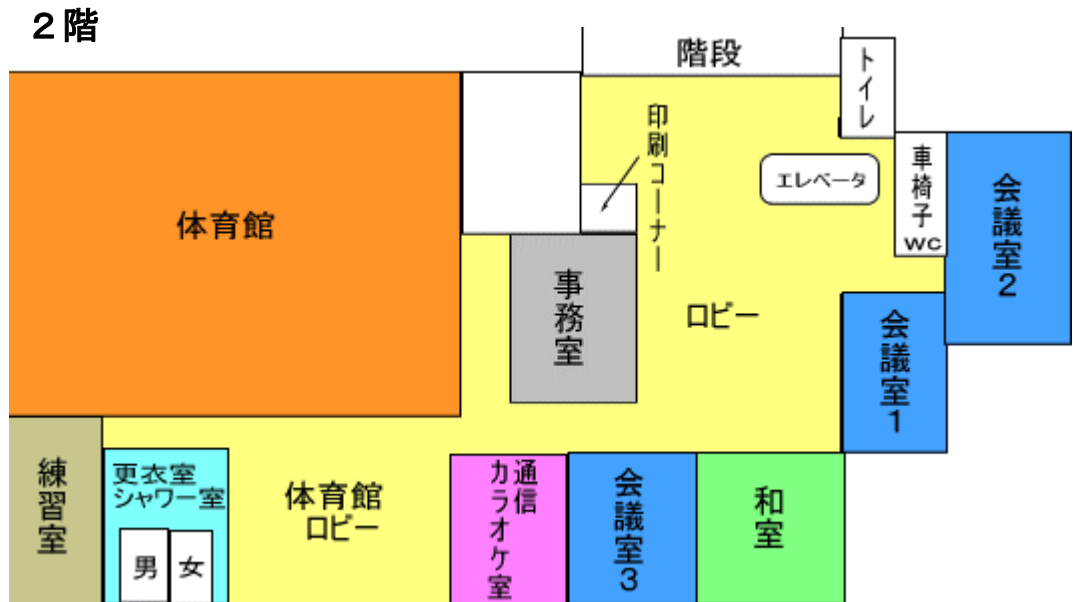 ２階
階段
トイレ
印刷コーナー
エレベータ
車椅子
WC
会議室２
体育館
事務室
ロビー
会議室１
練習室
更衣室
シャワー室
男
女
体育館
ロビー
通信
カラオケ室
会議室３
和室